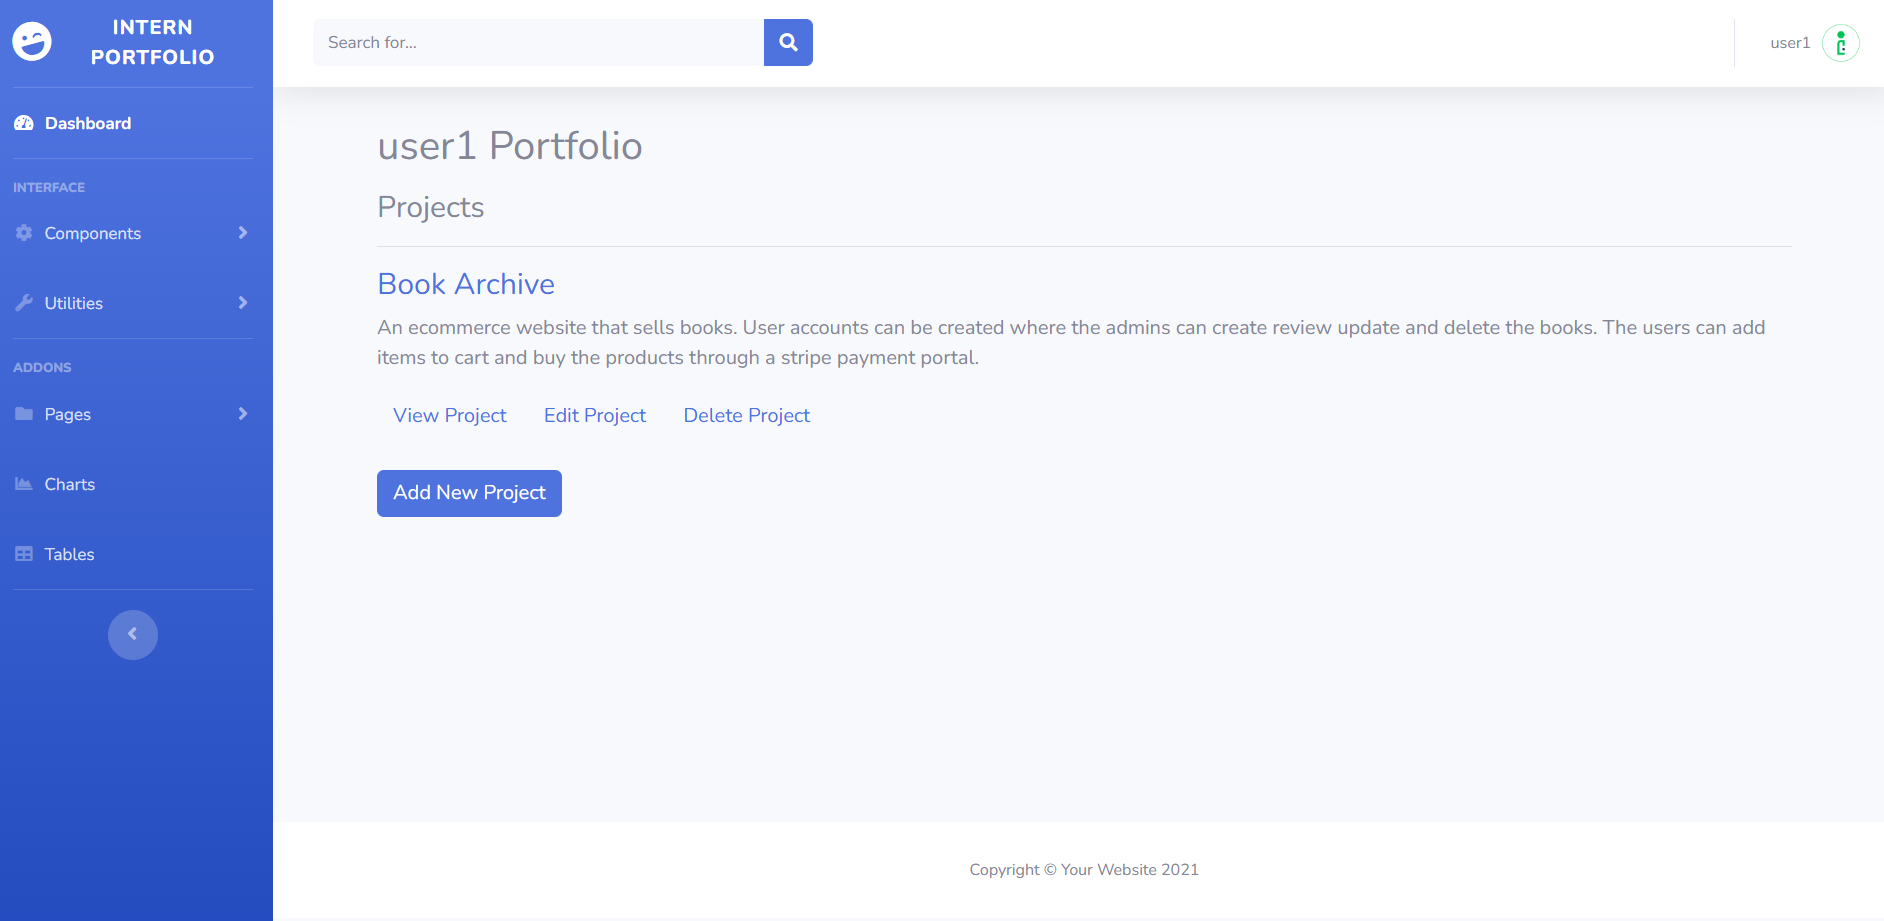 INTERN
PORTFOLIO
Dashboard
INTERFACE
Components
Utilities
ADDONS
Pages
Charts
Tables
Search for...
user1
user1 Portfolio
Projects
Book Archive
An ecommerce website that sells books. User accounts can be created where the admins can create review update and delete the books. The users can add
items to cart and buy the products through a stripe payment portal.
View Project Edit Project Delete Project
Add New Project
Copyright © Your Website 2021